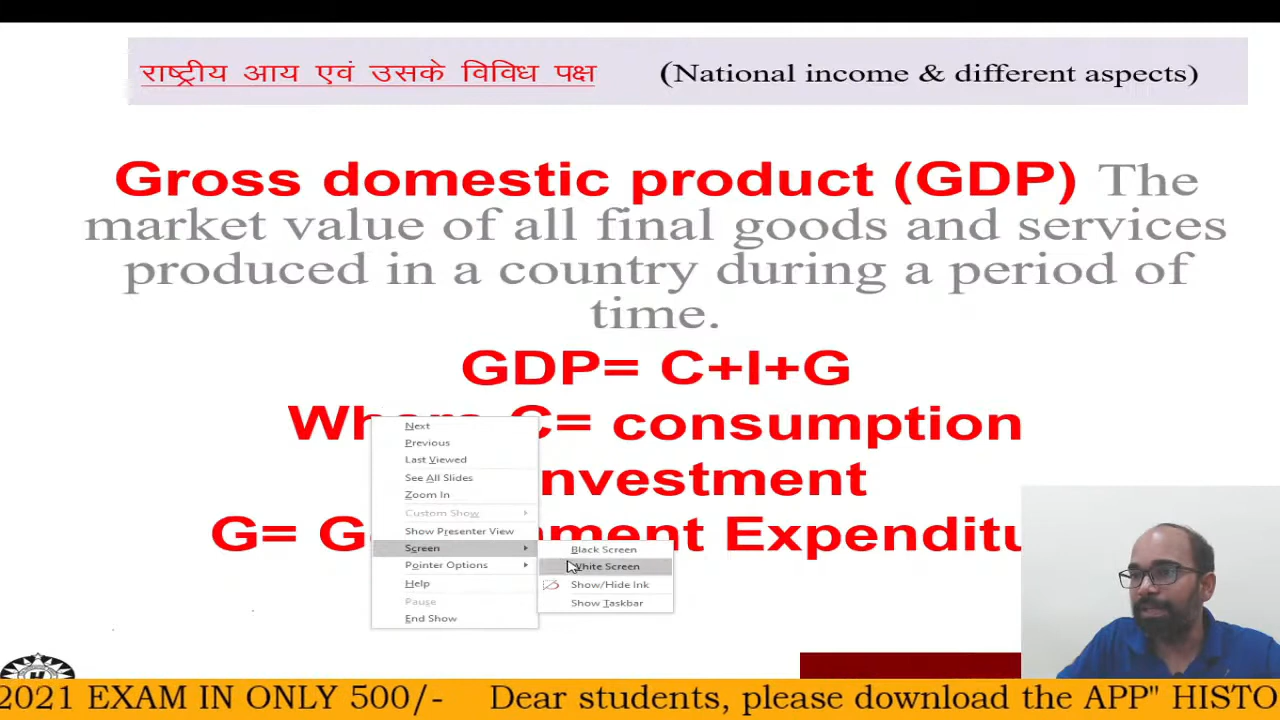 राष्ट्रीय आय एवं उसके विविध पक्ष (National income & different aspects)
Gross domestic product (GDP) The
market value of all final goods and services
produced in a country during a period of
time.
GDP= C+I+G
C= consumption
nvestment
G= Expenditu
Next
Previous
Last Viewed
See All Slides
Zoom In
Custom Show
Show Presenter View
Screen
Pointer Options
Help
Pause
End Show
Black Screen
White Screen
Show/Hide Ink
Show Taskbar
2021 EXAM IN ONLY 500/- Dear students, please download the APP" HISTO